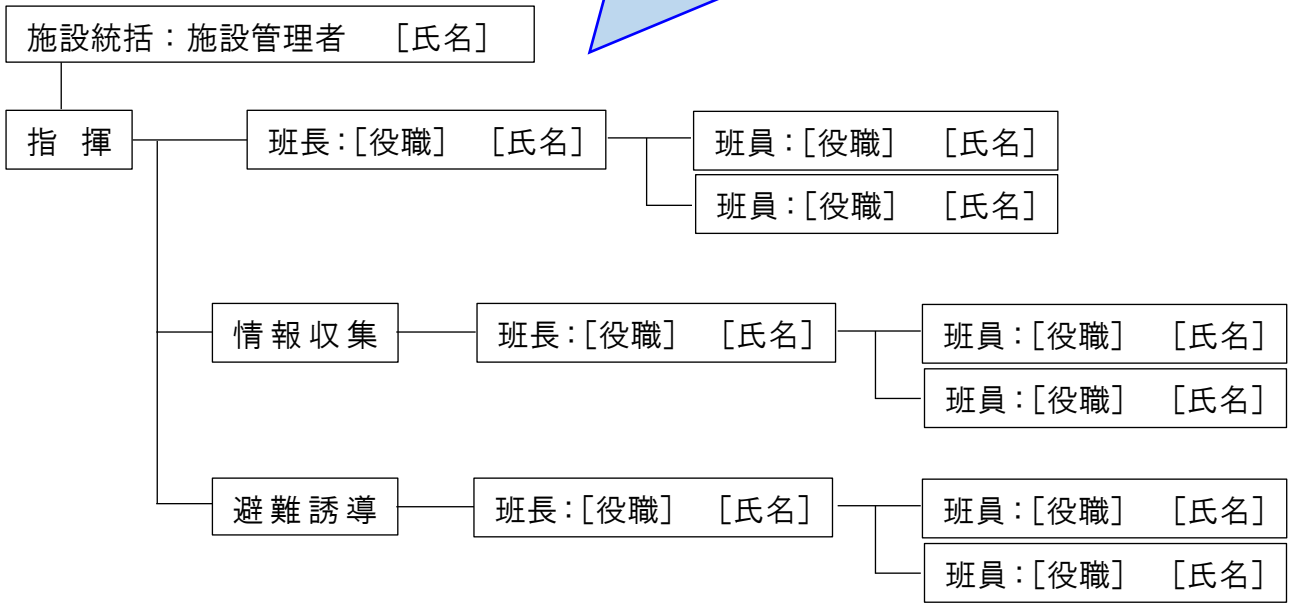 施設統括：施設管理者　［氏名］
指　揮　班長：［役職］　［氏名］　班員：［役職］　［氏名］
班員：［役職］　［氏名］
情報収集　班長：［役職］　［氏名］　班員：［役職］　［氏名］
班員：［役職］　［氏名］
避難誘導　班長：［役職］　［氏名］　班員：［役職］　［氏名］
班員：［役職］　［氏名］